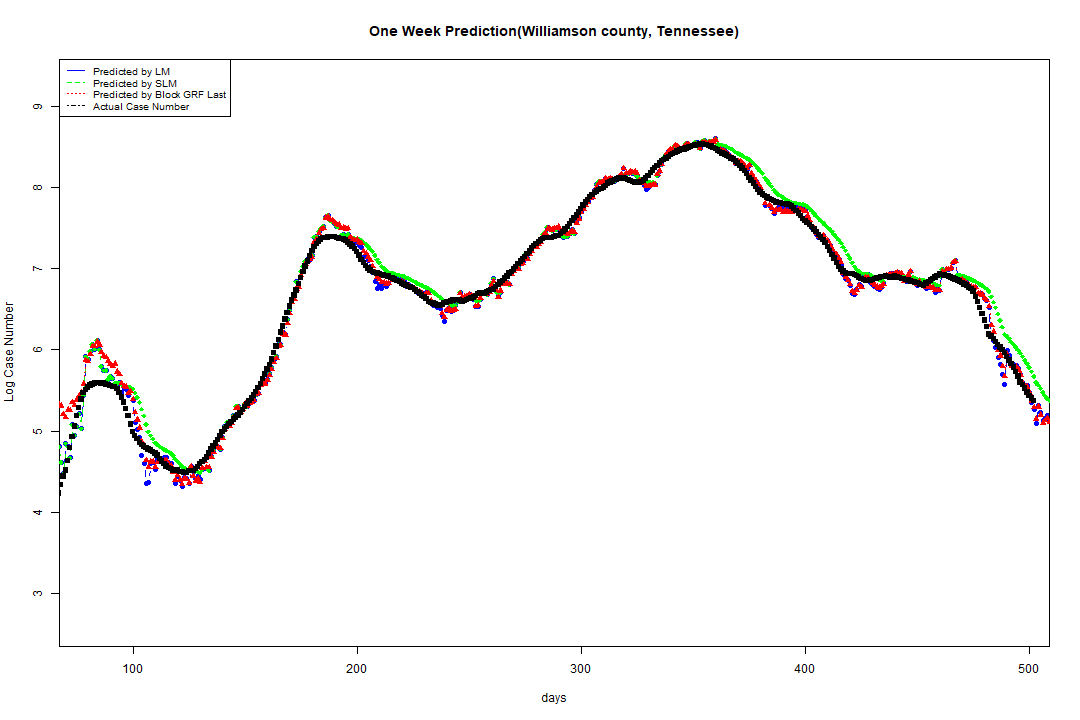 One Week Prediction(Williamson county, Tennessee)
Predicted by LM
Predicted by SLM
Predicted by Block GRF Last
Actual Case Number
9
8
7
6
5
4
3
Log Case Number
100 200 300 400 500
days